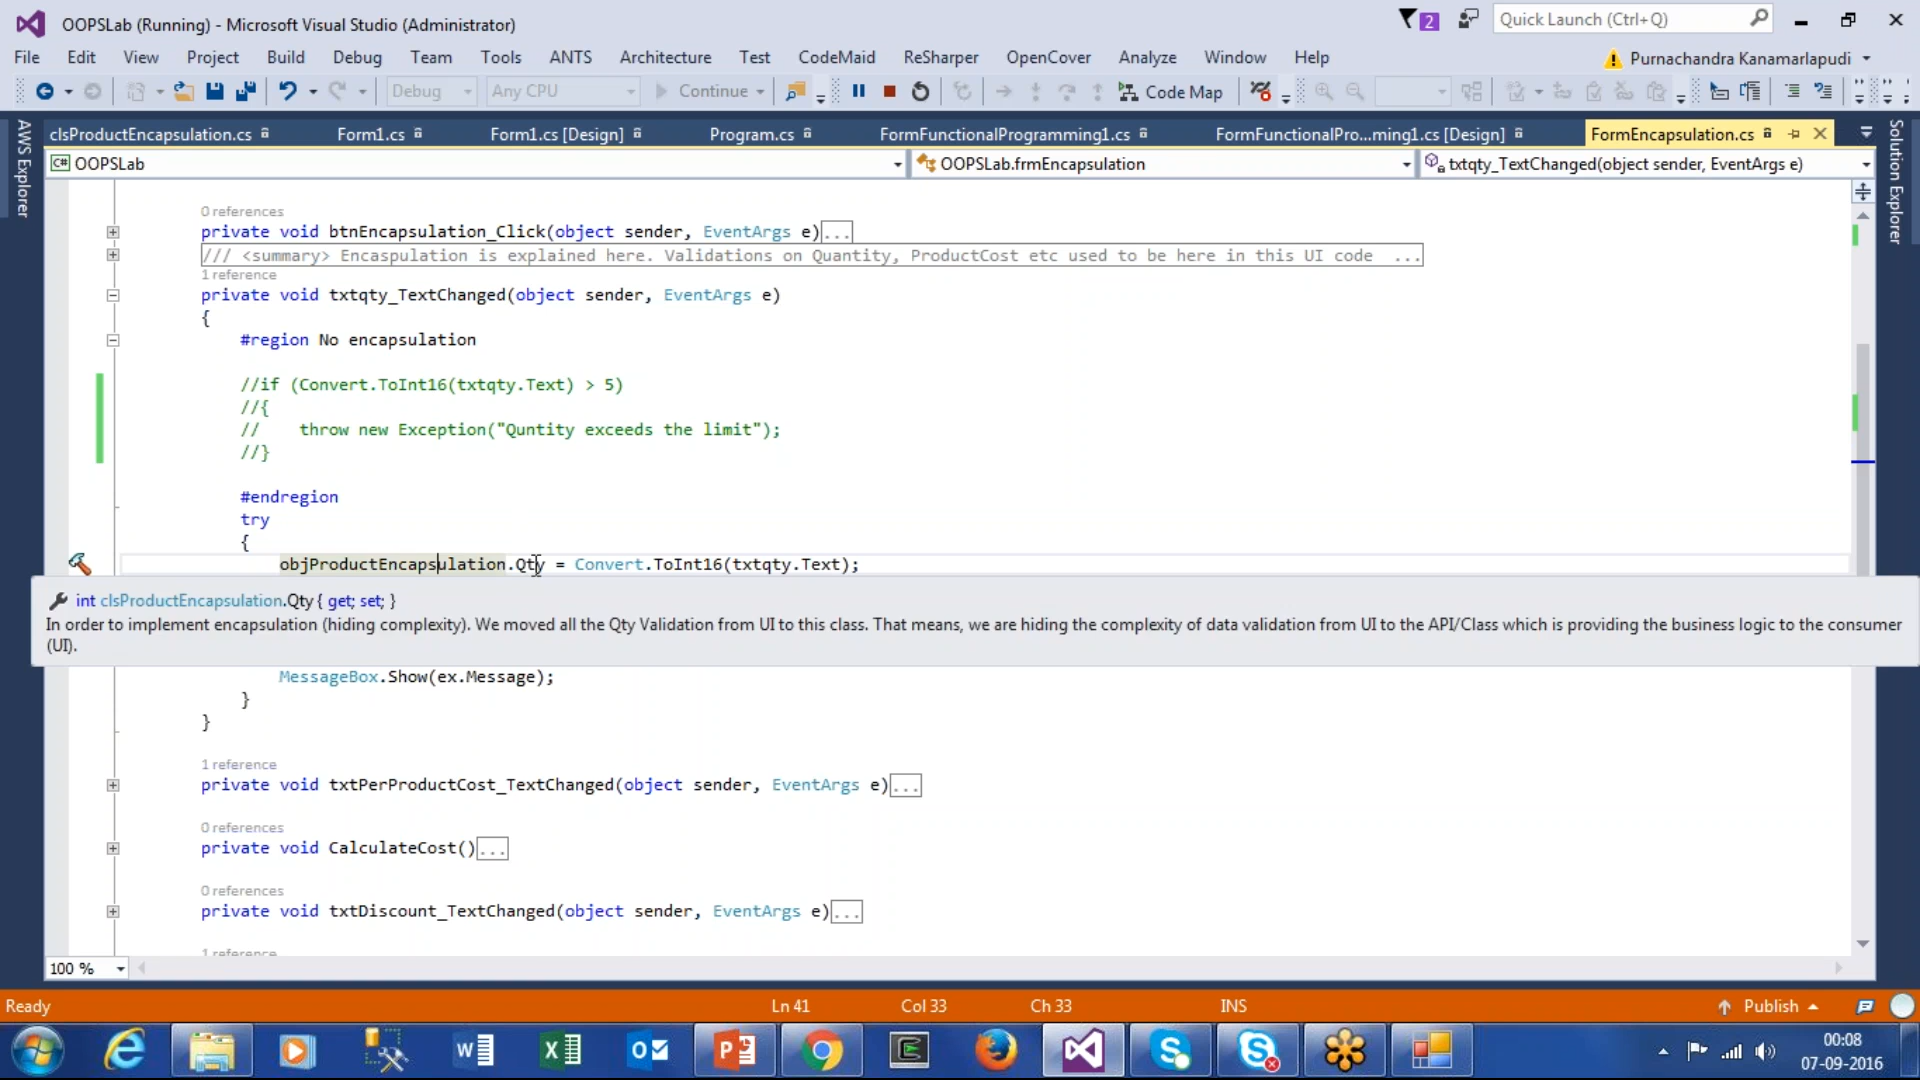 OOPSLab (Running) - Microsoft Visual Studio (Administrator)
2
Quick Launch (Ctrl+Q)
File Edit View Project Build Debug Team Tools ANTS Architecture Test CodeMaid ReSharper OpenCover Analyze Window Help
Purnachandra Kanamarlapudi
Debug Any CPU Continue Code Map
clsProductEncapsulation.cs Form1.cs Form1.cs [Design] Program.cs FormFunctionalProgramming1.cs FormFunctionalPro...ming1.cs [Design] FormEncapsulation.cs
AWS Explorer
Solution Explorer
C# OOPSLab OOPSLab.frmEncapsulation txtqty_TextChanged(object sender, EventArgs e)
0 references
private void btnEncapsulation_Click(object sender, EventArgs e)...
/// <summary> Encaspulation is explained here. Validations on Quantity, ProductCost etc used to be here in this UI code ...
1 reference
private void txtqty_TextChanged(object sender, EventArgs e)
{
#region No encapsulation
//if (Convert.ToInt16(txtqty.Text) > 5)
//{
// throw new Exception("Quntity exceeds the limit");
//}
#endregion
try
{
objProductEncapsulation.Qty = Convert.ToInt16(txtqty.Text);
int clsProductEncapsulation.Qty { get; set; }
In order to implement encapsulation (hiding complexity). We moved all the Qty Validation from UI to this class. That means, we are hiding the complexity of data validation from UI to the API/Class which is providing the business logic to the consumer
(UI).
MessageBox.Show(ex.Message);
}
}
1 reference
private void txtPerProductCost_TextChanged(object sender, EventArgs e)...
0 references
private void CalculateCost()...
0 references
private void txtDiscount_TextChanged(object sender, EventArgs e)...
1 reference
100 %
Ready Ln 41 Col 33 Ch 33 INS Publish
00:08
07-09-2016